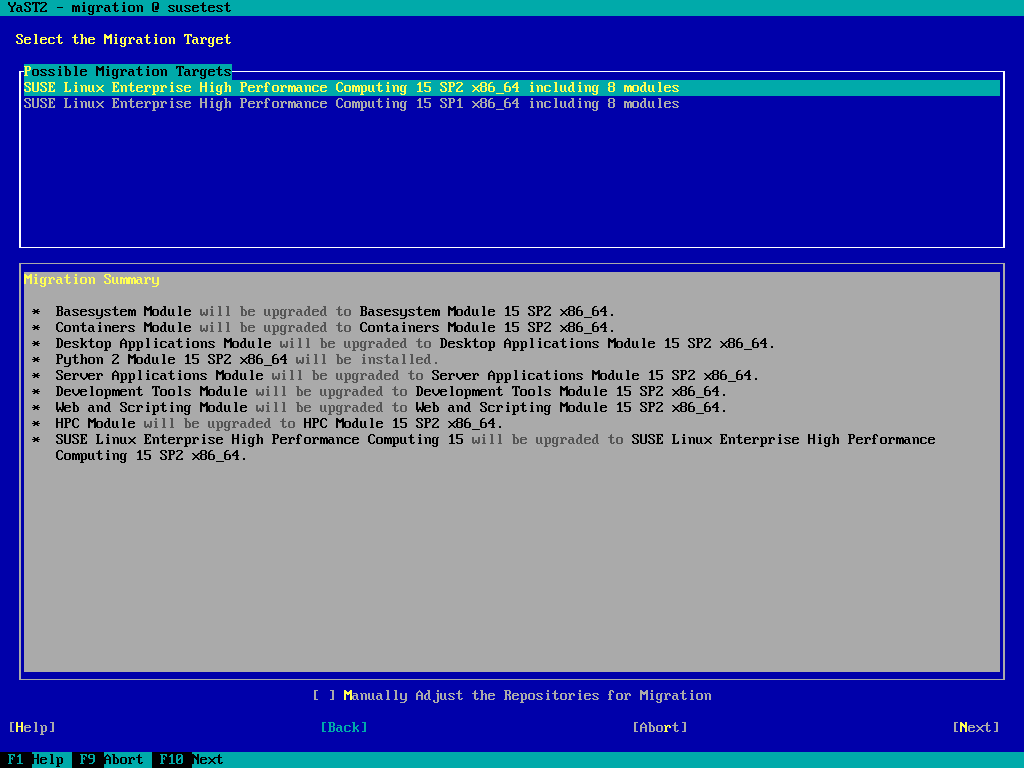 YaST2 - migration @ susetest
Select the Migration Target
Possible Migration Targets
SUSE Linux Enterprise High Performance Computing 15 SP2 x86_64 including 8 modules
SUSE Linux Enterprise High Performance Computing 15 SP1 x86_64 including 8 modules
Migration Summary
* Basesystem Module will be upgraded to Basesystem Module 15 SP2 x86_64.
* Containers Module will be upgraded to Containers Module 15 SP2 x86_64.
* Desktop Applications Module will be upgraded to Desktop Applications Module 15 SP2 x86_64.
* Python 2 Module 15 SP2 x86_64 will be installed.
* Server Applications Module will be upgraded to Server Applications Module 15 SP2 x86_64.
* Development Tools Module will be upgraded to Development Tools Module 15 SP2 x86_64.
* Web and Scripting Module will be upgraded to Web and Scripting Module 15 SP2 x86_64.
* HPC Module will be upgraded to HPC Module 15 SP2 x86_64.
* SUSE Linux Enterprise High Performance Computing 15 will be upgraded to SUSE Linux Enterprise High Performance
Computing 15 SP2 x86_64.
[ ] Manually Adjust the Repositories for Migration
[Help] [Back] [Abort] [Next]
F1 Help F9 Abort F10 Next